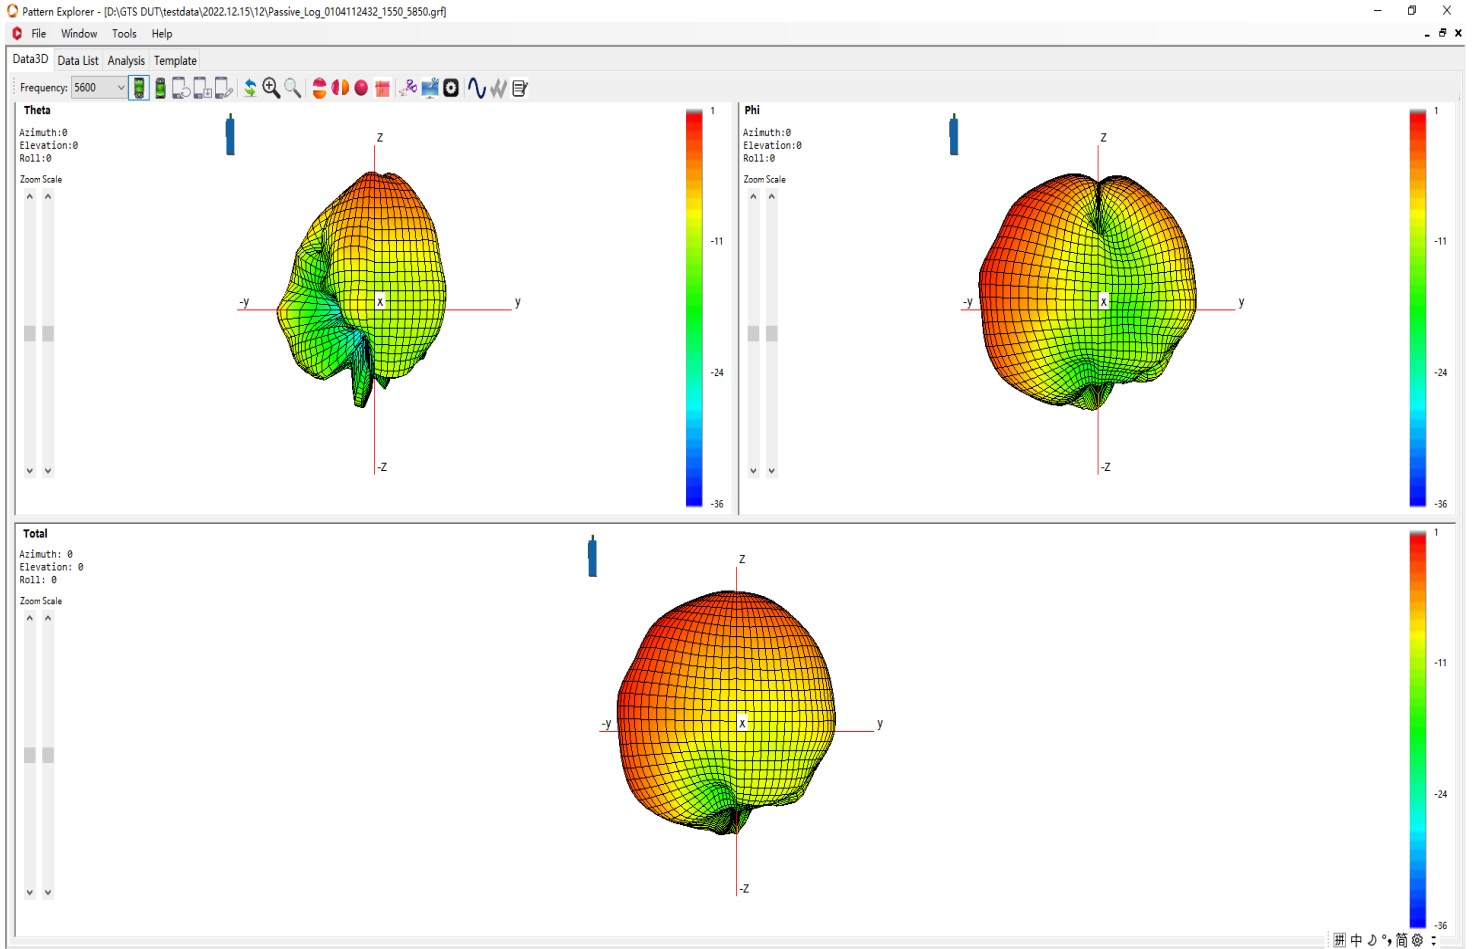 Pattern Explorer - [D:\GTS DUT\testdata\2022.12.15\12\Passive_Log_0104112432_1550_5850.grf]
File Window Tools Help
Data3D Data List Analysis Template
Frequency: 5600
Theta
Azimuth:0
Elevation:0
Roll:0
Zoom Scale
Z
-y
X
y
-Z
1
-11
-24
-36
Phi
Azimuth:0
Elevation:0
Roll:0
Zoom Scale
Z
-y
X
y
-Z
1
-11
-24
-36
Total
Azimuth: 0
Elevation: 0
Roll: 0
Zoom Scale
Z
-y
X
y
-Z
1
-11
-24
-36
拼 中 简